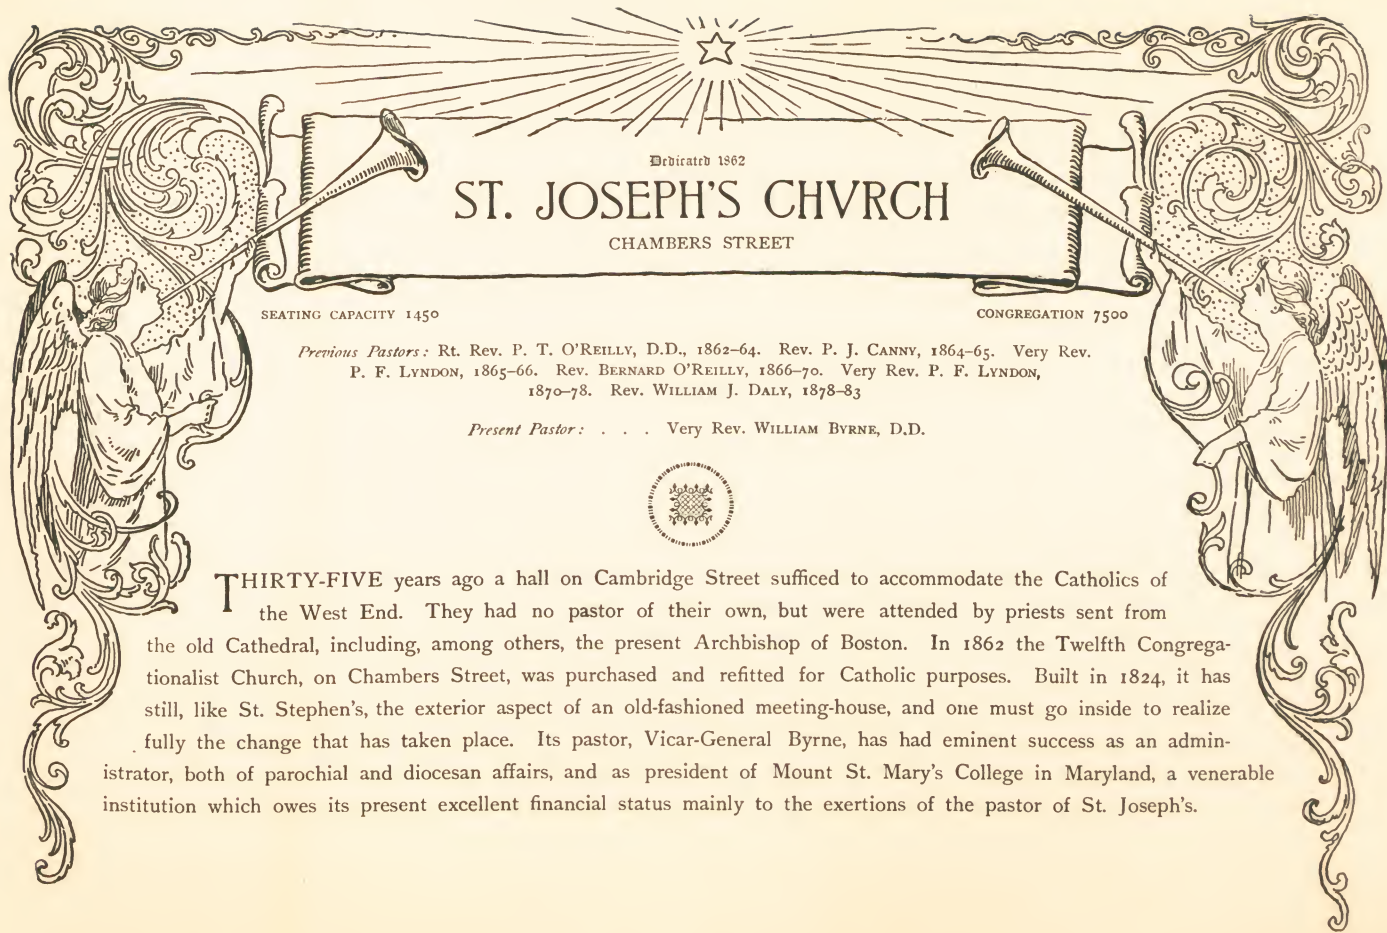 Dedicated 1862
ST. JOSEPH'S CHVRCH
CHAMBERS STREET
SEATING CAPACITY 1450
CONGREGATION 7500
Previous Pastors: Rt. Rev. P. T. O'REILLY, D.D., 1862–64. Rev. P. J. CANNY, 1864–65. Very Rev.
P. F. LYNDON, 1865–66. Rev. BERNARD O'REILLY, 1866–70. Very Rev. P. F. LYNDON,
1870–78. Rev. WILLIAM J. DALY, 1878–83
Present Pastor: . . . Very Rev. WILLIAM BYRNE, D.D.
THIRTY-FIVE years ago a hall on Cambridge Street sufficed to accommodate the Catholics of
the West End. They had no pastor of their own, but were attended by priests sent from
the old Cathedral, including, among others, the present Archbishop of Boston. In 1862 the Twelfth Congrega-
tionalist Church, on Chambers Street, was purchased and refitted for Catholic purposes. Built in 1824, it has
still, like St. Stephen's, the exterior aspect of an old-fashioned meeting-house, and one must go inside to realize
fully the change that has taken place. Its pastor, Vicar-General Byrne, has had eminent success as an admin-
istrator, both of parochial and diocesan affairs, and as president of Mount St. Mary's College in Maryland, a venerable
institution which owes its present excellent financial status mainly to the exertions of the pastor of St. Joseph's.